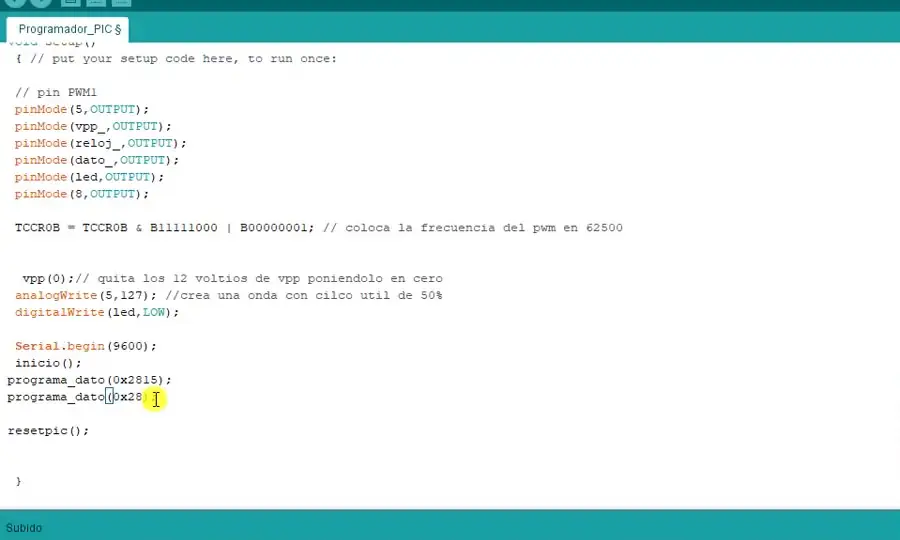 Programador_PIC §
void setup()
{ // put your setup code here, to run once:
// pin PWM1
pinMode(5,OUTPUT);
pinMode(vpp_,OUTPUT);
pinMode(reloj_,OUTPUT);
pinMode(dato_,OUTPUT);
pinMode(led,OUTPUT);
pinMode(8,OUTPUT);
TCCR0B = TCCR0B & B11111000 | B00000001; // coloca la frecuencia del pwm en 62500
vpp(0);// quita los 12 voltios de vpp poniendolo en cero
analogWrite(5,127); //crea una onda con cilco util de 50%
digitalWrite(led,LOW);
Serial.begin(9600);
inicio();
programa_dato(0x2815);
programa_dato(0x28);
resetpic();
}
Subido